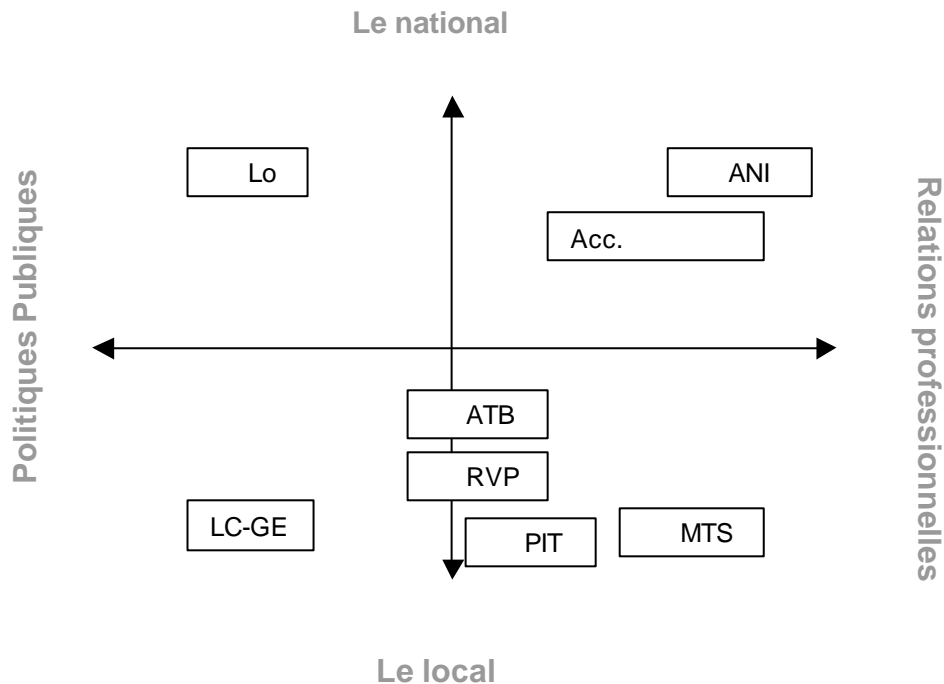 Le national
Lo
ANI
Acc.
Politiques Publiques
Relations professionnelles
ATB
RVP
LC-GE
PIT
MTS
Le local